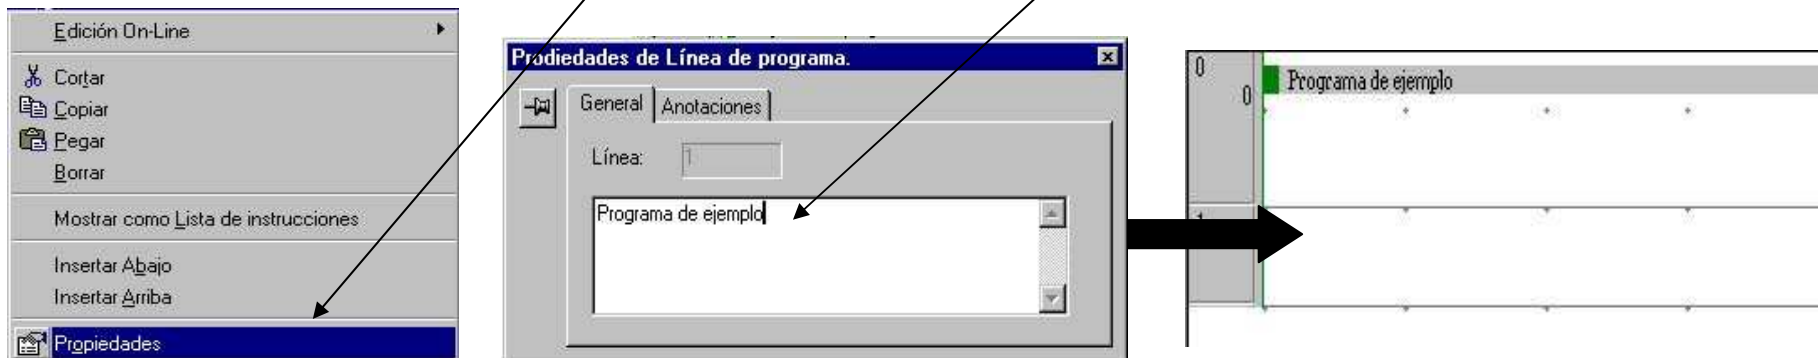 Edición On-Line
Cortar
Copiar
Pegar
Borrar
Mostrar como Lista de instrucciones
Insertar Abajo
Insertar Arriba
Propiedades
Prodiedades de Línea de programa.
General Anotaciones
Línea: 1
Programa de ejemplo
0
0 Programa de ejemplo
1